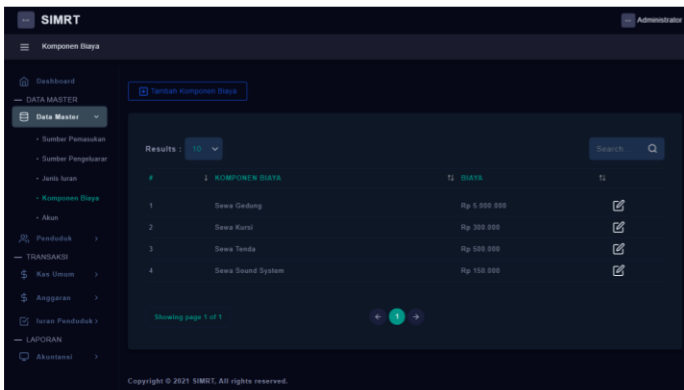 SIMRT
Administrator
Komponen Biaya
Dashboard
DATA MASTER
Data Master
Sumber Pemasukan
Sumber Pengeluaran
Jenis Iuran
Komponen Biaya
Akun
Penduduk
TRANSAKSI
Kas Umum
Anggaran
Iuran Penduduk
LAPORAN
Akuntansi
Tambah Komponen Biaya
Results : 10
Search...
# KOMPONEN BIAYA BIAYA
1 Sewa Gedung Rp 5.000.000
2 Sewa Kursi Rp 300.000
3 Sewa Tenda Rp 500.000
4 Sewa Sound System Rp 150.000
Showing page 1 of 1
1
Copyright © 2021 SIMRT, All rights reserved.